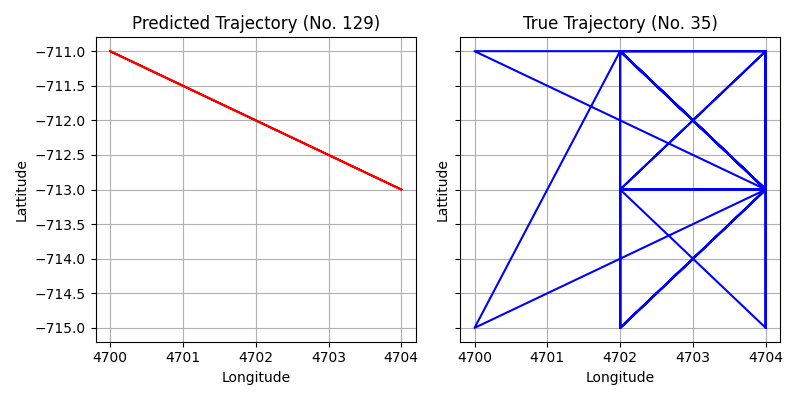 Predicted Trajectory (No. 129)
Lattitude
−711.0
−711.5
−712.0
−712.5
−713.0
−713.5
−714.0
−714.5
−715.0
4700 4701 4702 4703 4704
Longitude
True Trajectory (No. 35)
Lattitude
4700 4701 4702 4703 4704
Longitude